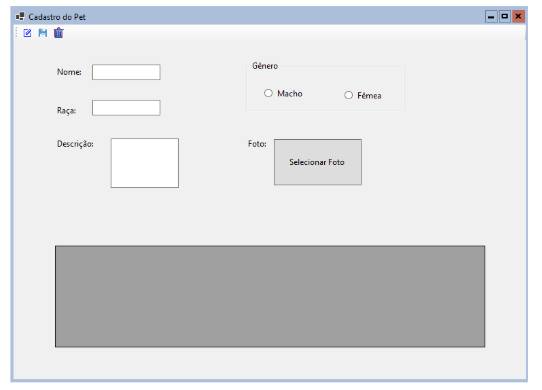 Cadastro do Pet
Nome:
Gênero
Macho
Fêmea
Raça:
Descrição:
Foto:
Selecionar Foto